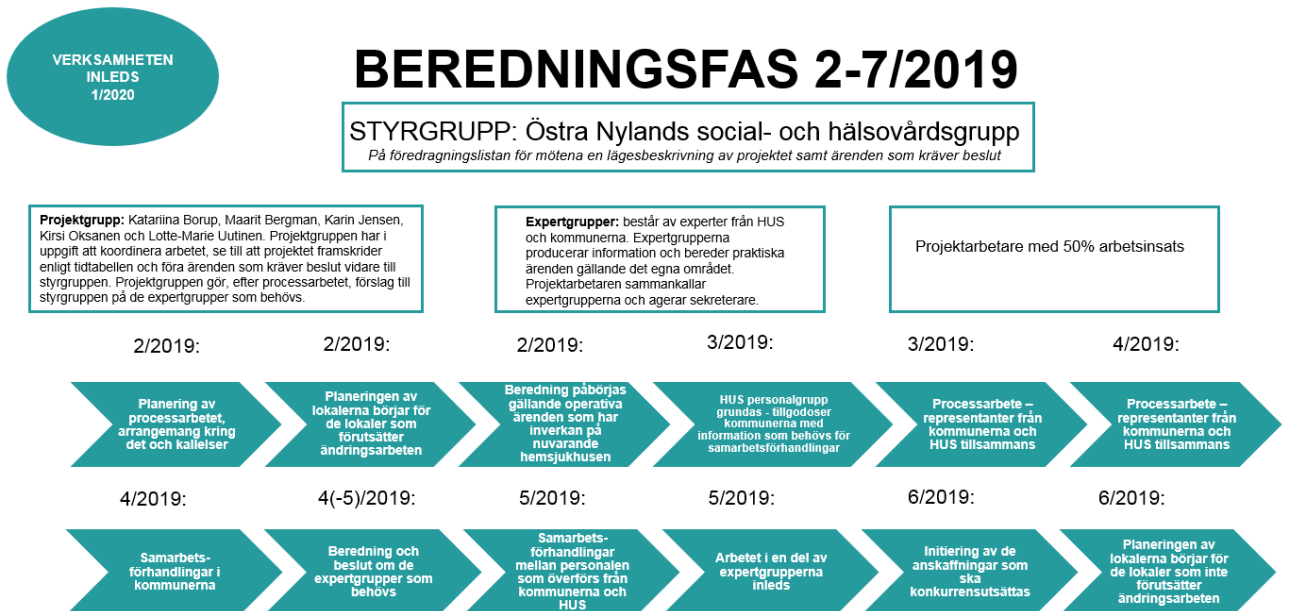 VERKSAMHETEN
INLEDS
1/2020
BEREDNINGSFAS 2-7/2019
STYRGRUPP: Östra Nylands social- och hälsovårdsgrupp
På föredragningslistan för mötena en lägesbeskrivning av projektet samt ärenden som kräver beslut
Projektgrupp: Katariina Borup, Maarit Bergman, Karin Jensen,
Kirsi Oksanen och Lotte-Marie Uutinen. Projektgruppen har i
uppgift att koordinera arbetet, se till att projektet framskrider
enligt tidtabellen och föra ärenden som kräver beslut vidare till
styrgruppen. Projektgruppen gör, efter processarbetet, förslag till
styrgruppen på de expertgrupper som behövs.
Expertgrupper: består av experter från HUS
och kommunerna. Expertgrupperna
producerar information och bereder praktiska
ärenden gällande det egna området.
Projektarbetaren sammankallar
expertgrupperna och agerar sekreterare.
Projektarbetare med 50% arbetsinsats
2/2019:
Planering av
processarbetet,
arrangemang kring
det och kallelser
2/2019:
Planeringen av
lokalerna börjar för
de lokaler som
förutsätter
ändringsarbeten
2/2019:
Beredning påbörjas
gällande operativa
ärenden som har
inverkan på
nuvarande
hemsjukhusen
3/2019:
HUS personalgrupp
grundas - tillgodoser
kommunerna med
information som behövs för
samarbetsförhandlingar
3/2019:
Processarbete –
representanter från
kommunerna och
HUS tillsammans
4/2019:
Processarbete –
representanter från
kommunerna och
HUS tillsammans
4/2019:
Samarbets-
förhandlingar i
kommunerna
4(-5)/2019:
Beredning och
beslut om de
expertgrupper som
behövs
5/2019:
Samarbets-
förhandlingar
mellan personalen
som överförs från
kommunerna och
HUS
5/2019:
Arbetet i en del av
expertgrupperna
inleds
6/2019:
Initiering av de
anskaffningar som
ska
konkurrensutsättas
6/2019:
Planeringen av
lokalerna börjar för
de lokaler som inte
förutsätter
ändringsarbeten